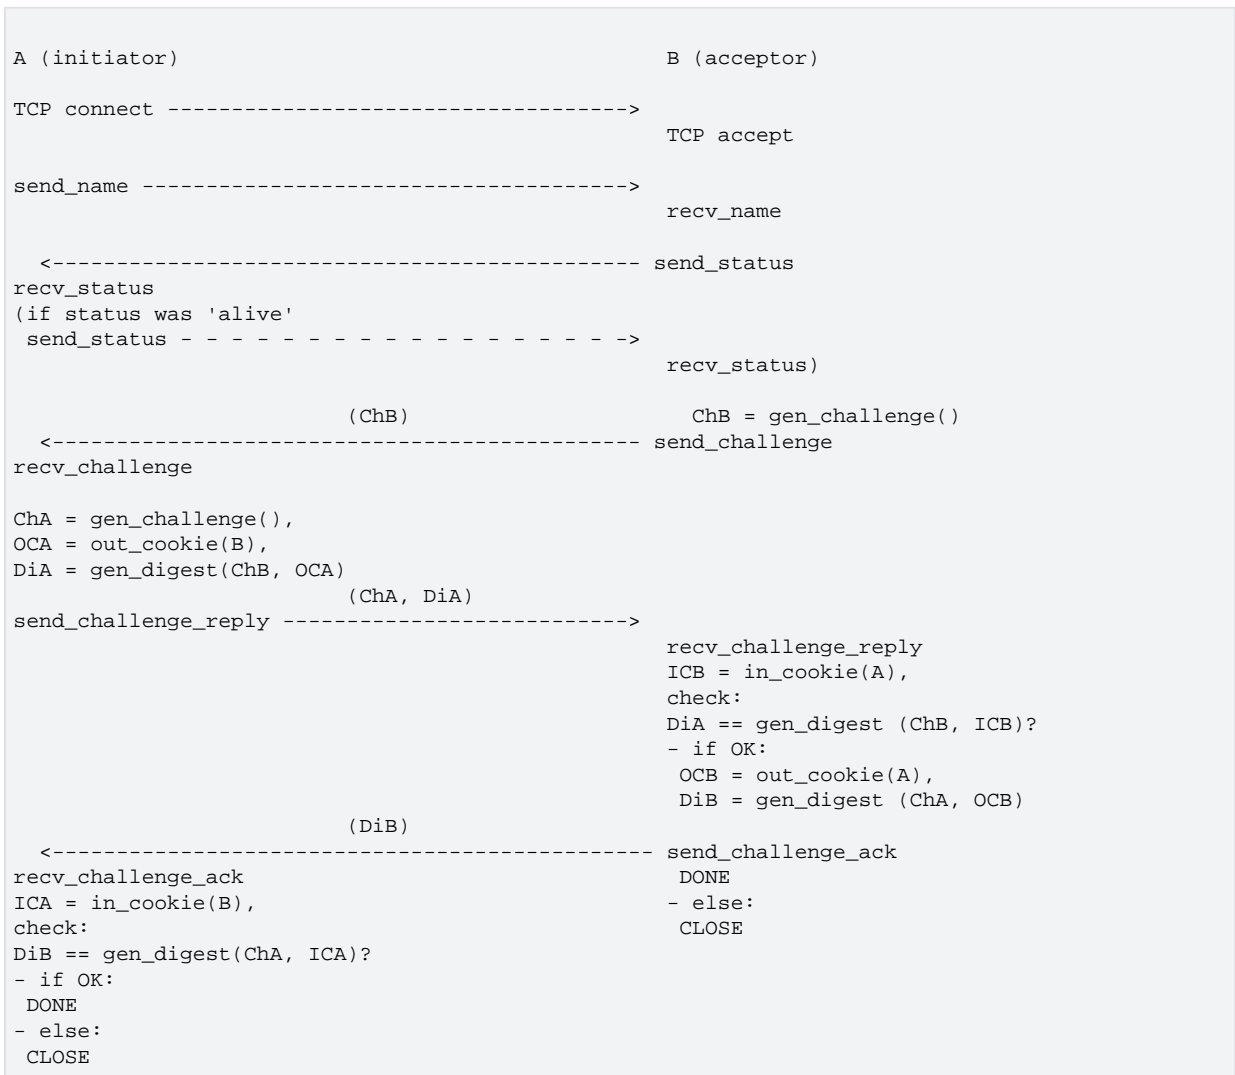 A (initiator)                                      B (acceptor)
TCP connect ------------------------------------>
                                                   TCP accept
send_name -------------------------------------->
                                                   recv_name
  <---------------------------------------------- send_status
recv_status
(if status was 'alive'
 send_status - - - - - - - - - - - - - - - - - ->
                                                   recv_status)
                          (ChB)                      ChB = gen_challenge()
  <---------------------------------------------- send_challenge
recv_challenge
ChA = gen_challenge(),
OCA = out_cookie(B),
DiA = gen_digest(ChB, OCA)
                          (ChA, DiA)
send_challenge_reply --------------------------->
                                                   recv_challenge_reply
                                                   ICB = in_cookie(A),
                                                   check:
                                                   DiA == gen_digest (ChB, ICB)?
                                                   - if OK:
                                                    OCB = out_cookie(A),
                                                    DiB = gen_digest (ChA, OCB)
                          (DiB)
  <----------------------------------------------- send_challenge_ack
recv_challenge_ack                                  DONE
ICA = in_cookie(B),                                - else:
check:                                              CLOSE
DiB == gen_digest(ChA, ICA)?
- if OK:
 DONE
- else:
 CLOSE